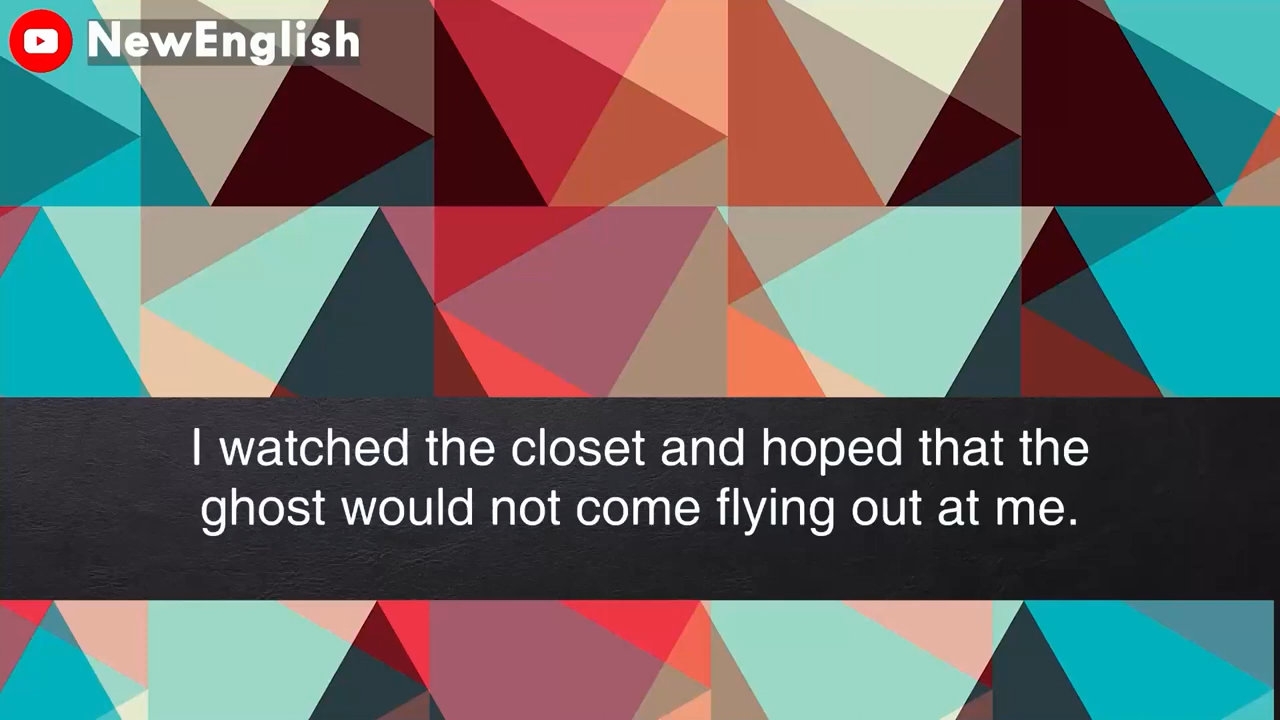 NewEnglish
I watched the closet and hoped that the
ghost would not come flying out at me.